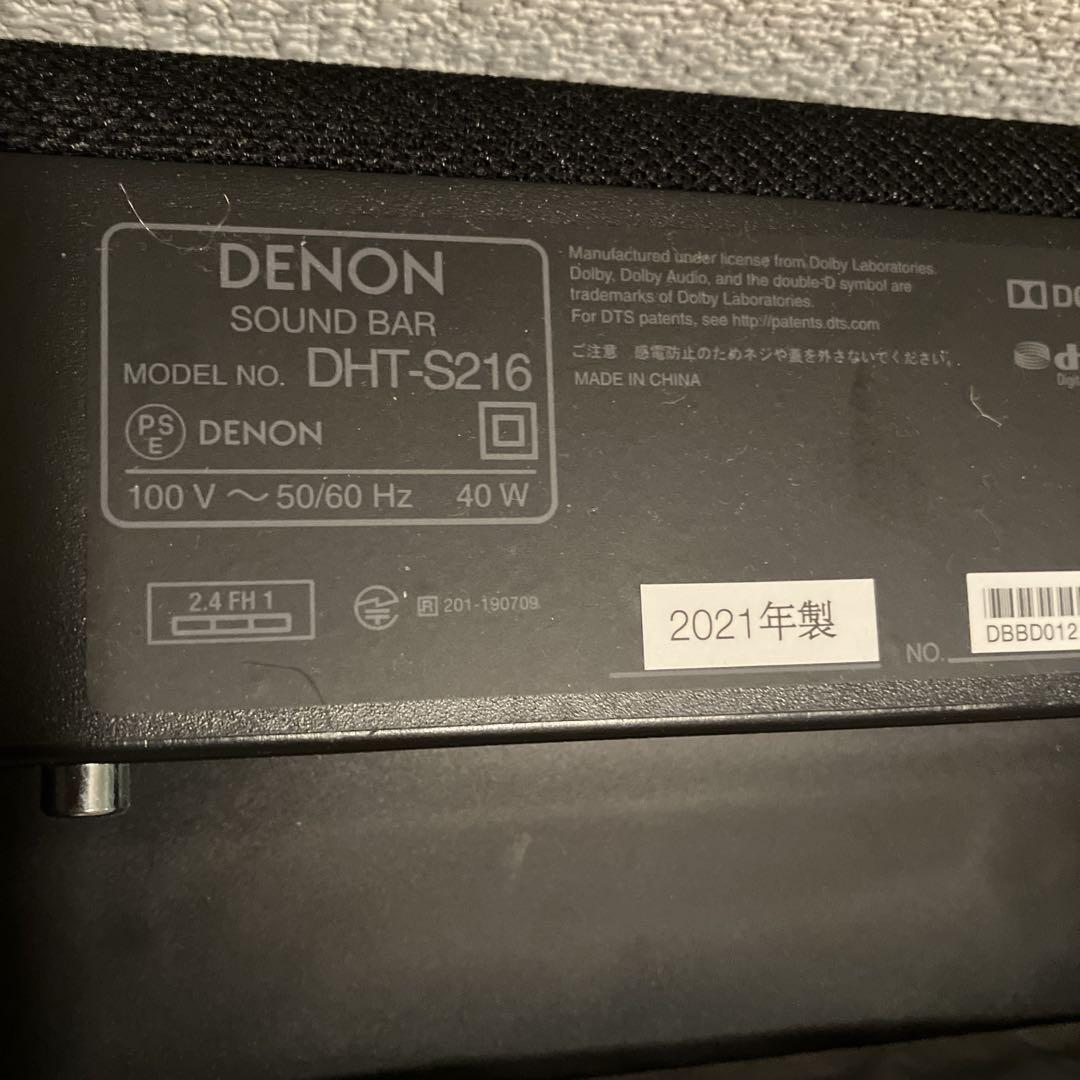 DENON
SOUND BAR
MODEL NO. DHT-S216
PS E DENON
100 V ～ 50/60 Hz 40 W
Manufactured under license from Dolby Laboratories.
Dolby, Dolby Audio, and the double-D symbol are
trademarks of Dolby Laboratories.
For DTS patents, see http://patents.dts.com
ご注意 感電防止のためネジや蓋を外さないでください。
MADE IN CHINA
2.4 FH 1
R 201-190709
2021年製
NO.
DBBD012